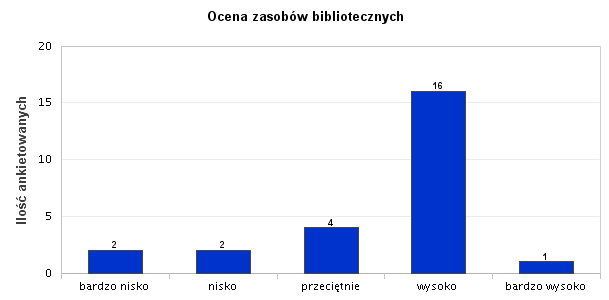 Ocena zasobów bibliotecznych
Ilość ankietowanych
20
15
10
5
0
2
2
4
16
1
bardzo nisko
nisko
przeciętnie
wysoko
bardzo wysoko